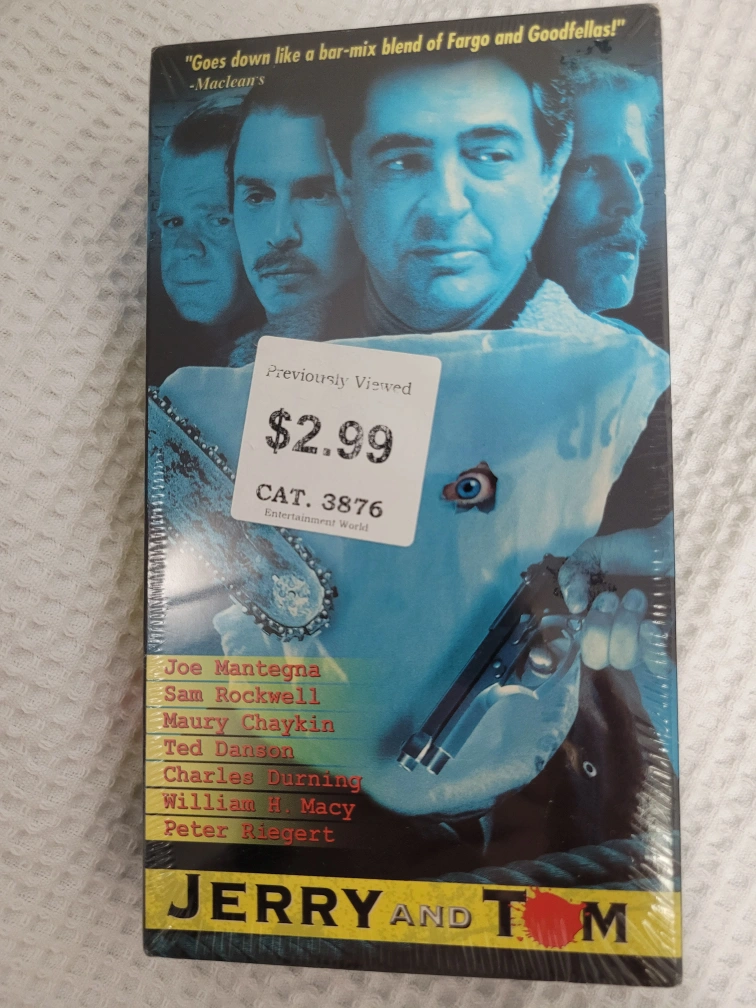 "Goes down like a bar-mix blend of Fargo and Goodfellas!"
-Maclean's
Previously Viewed
$2.99
CAT. 3876
Entertainment World
Joe Mantegna
Sam Rockwell
Maury Chaykin
Ted Danson
Charles Durning
William H. Macy
Peter Riegert
JERRY AND TOM